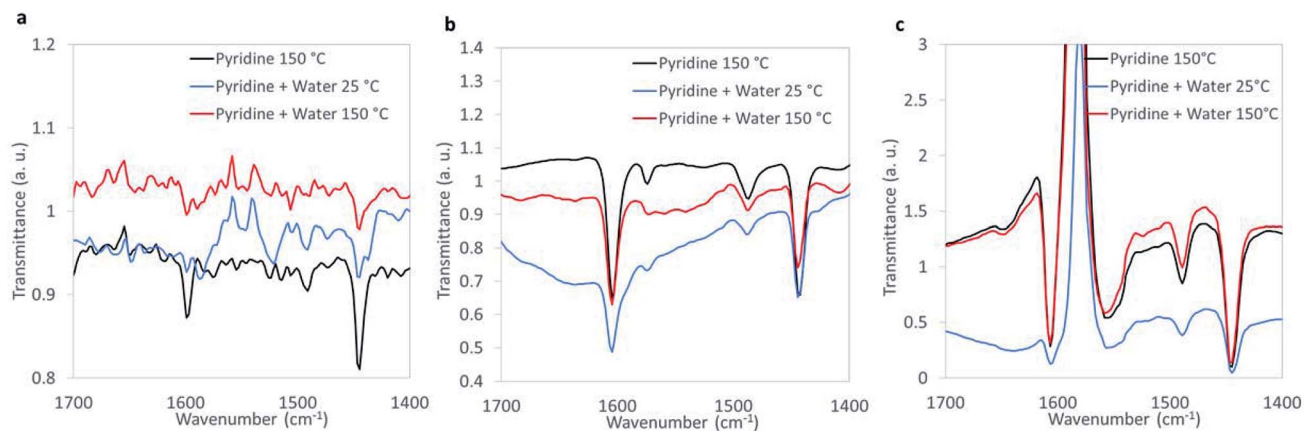 a
1.2
1.1
1
0.9
0.8
Transmittance (a. u.)
Pyridine 150 °C
Pyridine + Water 25 °C
Pyridine + Water 150 °C
1700
1600
1500
1400
Wavenumber (cm⁻¹)
b
1.4
1.3
1.2
1.1
1
0.9
0.8
0.7
0.6
0.5
0.4
Transmittance (a. u.)
Pyridine 150 °C
Pyridine + Water 25 °C
Pyridine + Water 150 °C
1700
1600
1500
1400
Wavenumber (cm⁻¹)
c
3
2.5
2
1.5
1
0.5
0
Transmittance (a. u.)
Pyridine 150°C
Pyridine + Water 25°C
Pyridine + Water 150°C
1700
1600
1500
1400
Wavenumber (cm⁻¹)